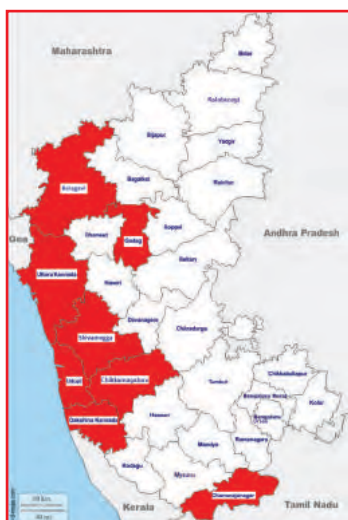 Maharashtra
Bidar
Kalaburagi
Bijapur
Yadgir
Bagalkot
Raichur
Belagavi
Goa
Dharwad
Gadag
Koppal
Andhra Pradesh
Uttara Kannada
Haveri
Bellary
Davanagere
Chitradurga
Shivamogga
Udupi
Chikkamagaluru
Tumkur
Chikkaballapur
Bengaluru Rural
Kolar
Dakshina Kannada
Hassan
Bengaluru
Ramanagara
Mandya
Kodagu
Mysuru
Chamarajanagar
Kerala
Tamil Nadu